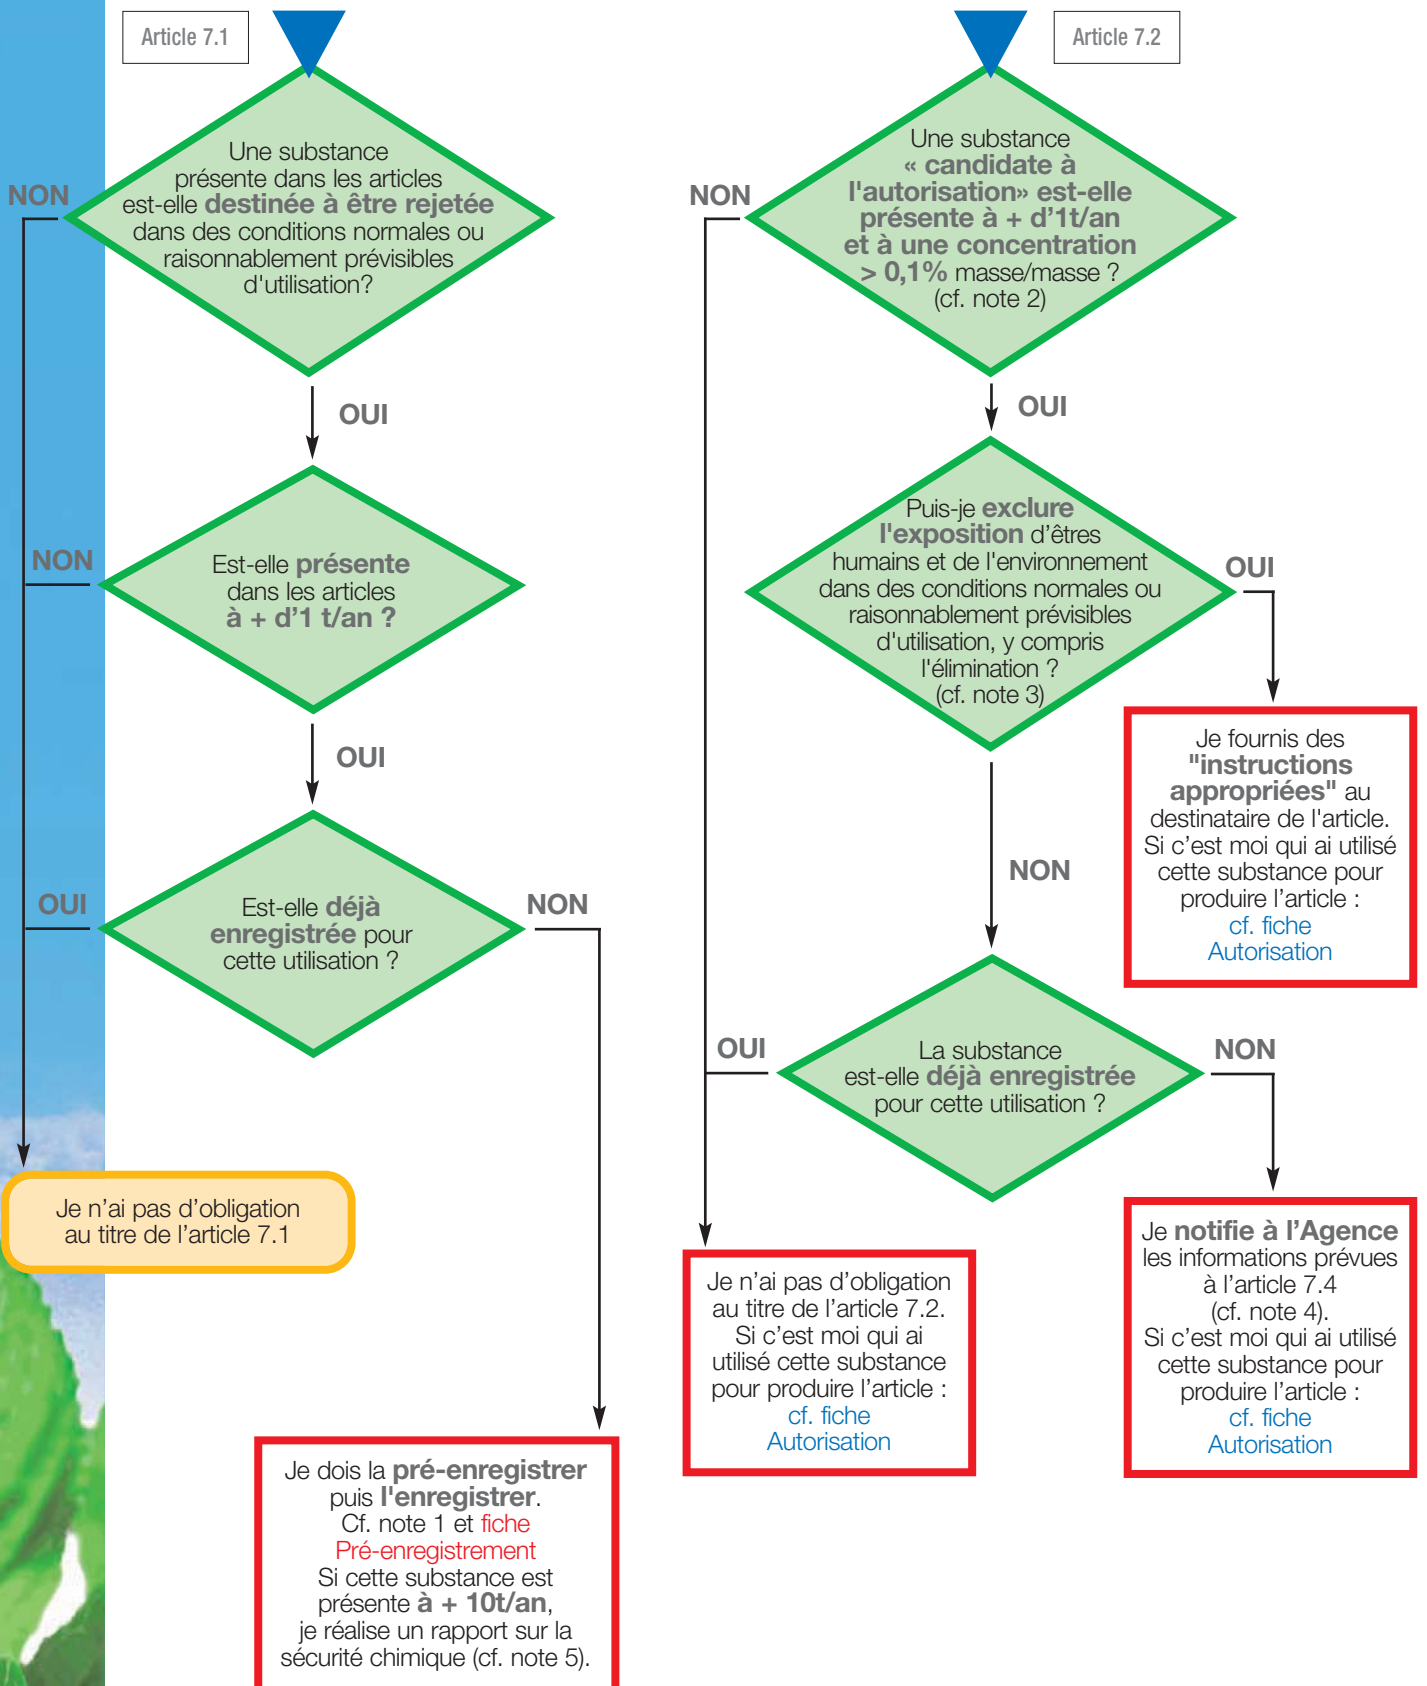 Article 7.1
Une substance
présente dans les articles
est-elle destinée à être rejetée
dans des conditions normales ou
raisonnablement prévisibles
d'utilisation?
NON
OUI
Est-elle présente
dans les articles
à + d’1 t/an ?
NON
OUI
Est-elle déjà
enregistrée pour
cette utilisation ?
OUI
NON
Je n’ai pas d’obligation
au titre de l’article 7.1
Je dois la pré-enregistrer
puis l'enregistrer.
Cf. note 1 et fiche
Pré-enregistrement
Si cette substance est
présente à + 10t/an,
je réalise un rapport sur la
sécurité chimique (cf. note 5).
Article 7.2
Une substance
« candidate à
l'autorisation» est-elle
présente à + d'1t/an
et à une concentration
> 0,1% masse/masse ?
(cf. note 2)
NON
OUI
Puis-je exclure
l'exposition d’êtres
humains et de l'environnement
dans des conditions normales ou
raisonnablement prévisibles
d'utilisation, y compris
l'élimination ?
(cf. note 3)
OUI
Je fournis des
"instructions
appropriées" au
destinataire de l'article.
Si c’est moi qui ai utilisé
cette substance pour
produire l’article :
cf. fiche
Autorisation
NON
La substance
est-elle déjà enregistrée
pour cette utilisation ?
OUI
NON
Je n’ai pas d’obligation
au titre de l’article 7.2.
Si c’est moi qui ai
utilisé cette substance
pour produire l’article :
cf. fiche
Autorisation
Je notifie à l’Agence
les informations prévues
à l’article 7.4
(cf. note 4).
Si c’est moi qui ai utilisé
cette substance pour
produire l’article :
cf. fiche
Autorisation